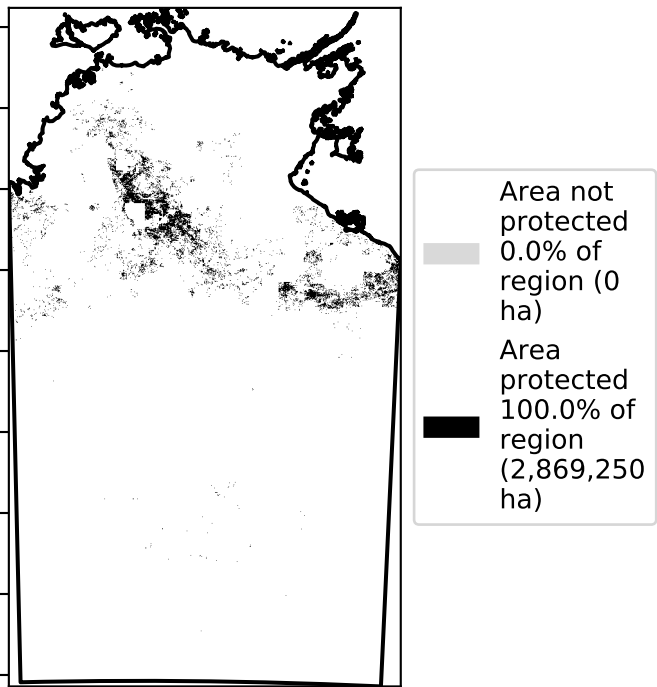 Area not
protected
0.0% of
region (0
ha)
Area
protected
100.0% of
region
(2,869,250
ha)